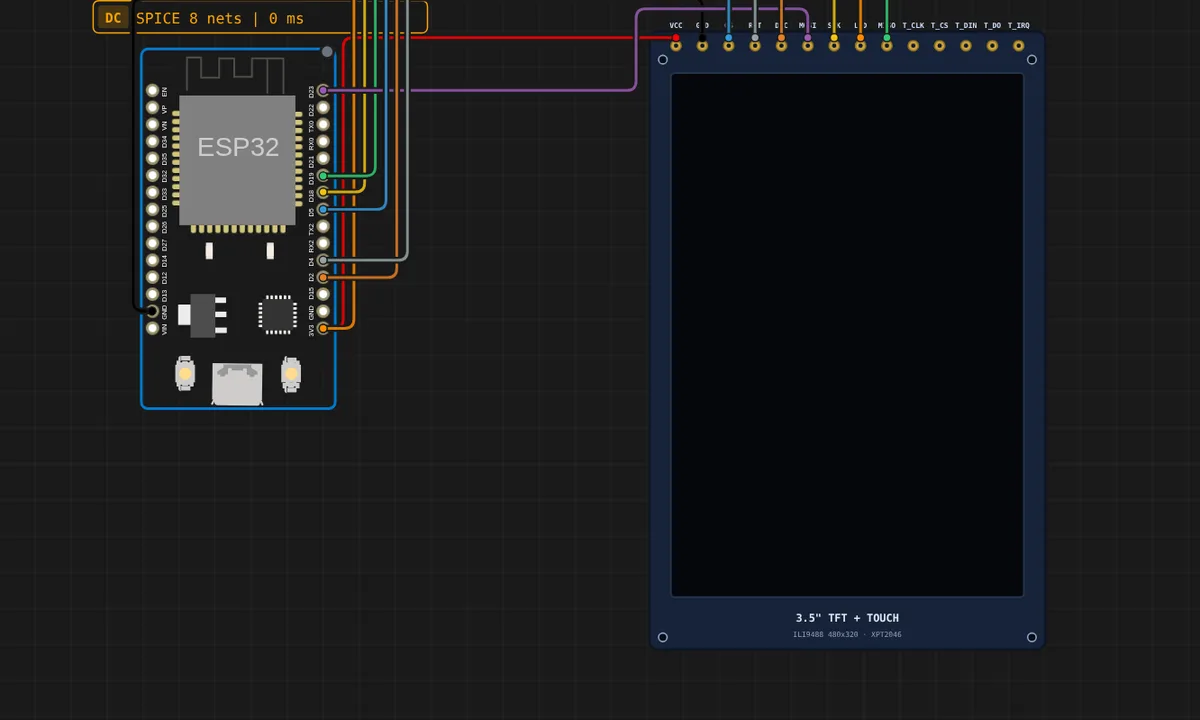 DC SPICE 8 nets | 0 ms
VCC RST MOSI T_CLK T_CS T_DIN T_DO T_IRQ
EN
VP
VN
D34
D35
D32
D33
D25
D26
D27
D14
D12
D13
GND
VIN
ESP32
D23
D22
TX0
RX0
D21
D19
D18
D5
TX2
RX2
D4
D2
D15
GND
3V3
3.5" TFT + TOUCH
ILI9488 480x320 · XPT2046